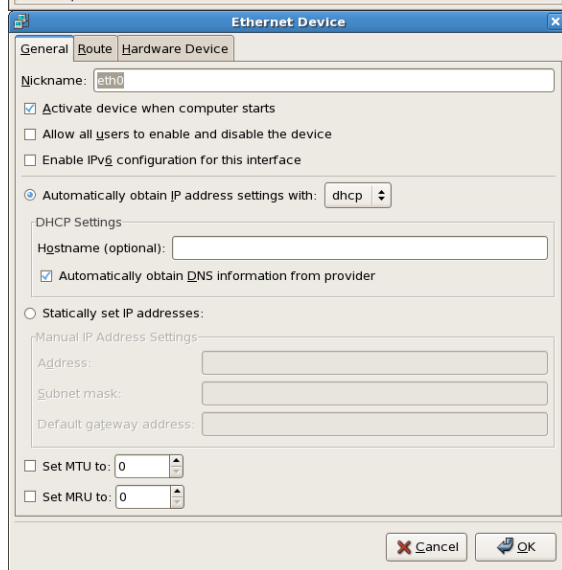 Ethernet Device
General Route Hardware Device
Nickname: eth0
Activate device when computer starts
Allow all users to enable and disable the device
Enable IPv6 configuration for this interface
Automatically obtain IP address settings with: dhcp
DHCP Settings
Hostname (optional):
Automatically obtain DNS information from provider
Statically set IP addresses:
Manual IP Address Settings
Address:
Subnet mask:
Default gateway address:
Set MTU to: 0
Set MRU to: 0
Cancel OK